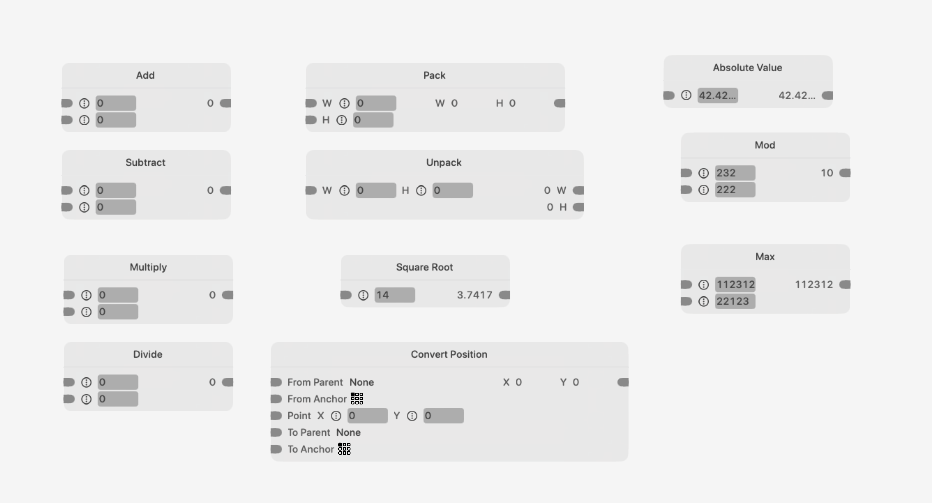 Add
0 0
0
Subtract
0 0
0
Multiply
0 0
0
Divide
0 0
0
Pack
W 0 W 0 H 0
H 0
Unpack
W 0 H 0 0 W
0 H
Square Root
14 3.7417
Convert Position
From Parent None X 0 Y 0
From Anchor
Point X 0 Y 0
To Parent None
To Anchor
Absolute Value
42.42... 42.42...
Mod
232 10
222
Max
112312 112312
22123